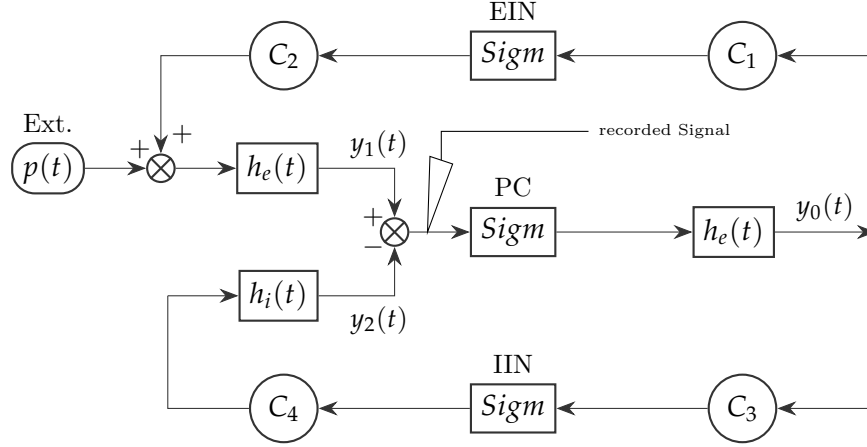 EIN
C2 Sigm C1
Ext.
+ +
p(t) he(t) y1(t) recorded Signal
PC
+
− Sigm he(t) y0(t)
hi(t) y2(t)
IIN
C4 Sigm C3